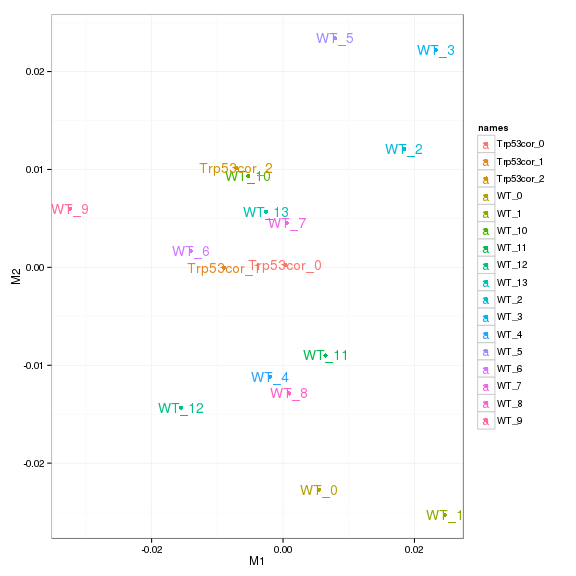 WT_5
WT_3
0.02
WT_2
Trp53cor_2
0.01
WT_10
WT_9
WT_13
WT_7
WT_6
0.00
Trp53cor_1
Trp53cor_0
WT_11
-0.01
WT_4
WT_8
WT_12
-0.02
WT_0
WT_1
-0.02
0.00
0.02
M1
M2
names
a Trp53cor_0
a Trp53cor_1
a Trp53cor_2
a WT_0
a WT_1
a WT_10
a WT_11
a WT_12
a WT_13
a WT_2
a WT_3
a WT_4
a WT_5
a WT_6
a WT_7
a WT_8
a WT_9